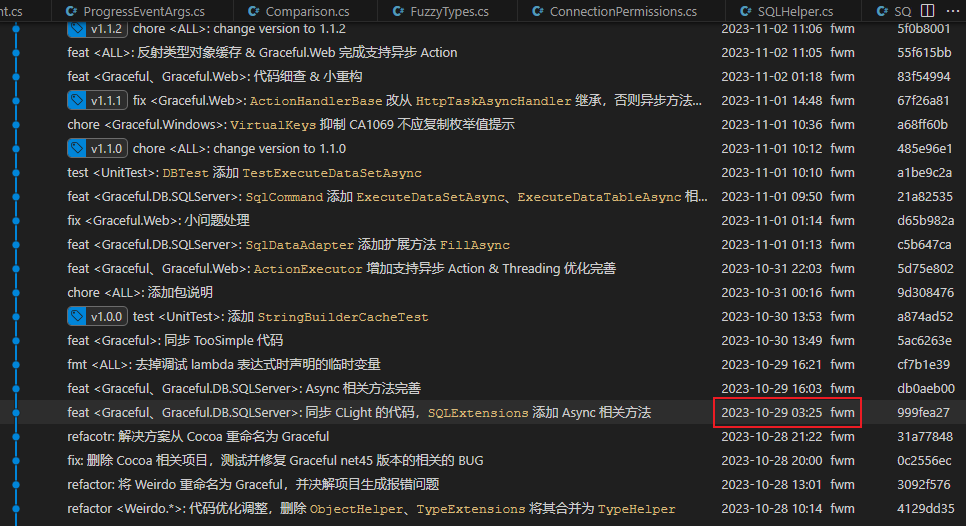 nt.cs ProgressEventArgs.cs Comparison.cs FuzzyTypes.cs ConnectionPermissions.cs SQLHelper.cs SQ
v1.1.2 chore <ALL>: change version to 1.1.2 2023-11-02 11:06 fwm 5f0b8001
feat <ALL>: 反射类型对象缓存 & Graceful.Web 完成支持异步 Action 2023-11-02 11:05 fwm 55f615bb
feat <Graceful、Graceful.Web>: 代码细查 & 小重构 2023-11-02 01:18 fwm 83f54994
v1.1.1 fix <Graceful.Web>: ActionHandlerBase 改从 HttpTaskAsyncHandler 继承，否则异步方法... 2023-11-01 14:48 fwm 67f26a81
chore <Graceful.Windows>: VirtualKeys 抑制 CA1069 不应复制枚举值提示 2023-11-01 10:36 fwm a68ff60b
v1.1.0 chore <ALL>: change version to 1.1.0 2023-11-01 10:12 fwm 485e96e1
test <UnitTest>: DBTest 添加 TestExecuteDataSetAsync 2023-11-01 10:10 fwm a1be9c2a
feat <Graceful.DB.SQLServer>: SqlCommand 添加 ExecuteDataSetAsync、ExecuteDataTableAsync 相... 2023-11-01 09:50 fwm 21a82535
fix <Graceful.Web>: 小问题处理 2023-11-01 01:14 fwm d65b982a
feat <Graceful.DB.SQLServer>: SqlDataAdapter 添加扩展方法 FillAsync 2023-11-01 01:13 fwm c5b647ca
feat <Graceful、Graceful.Web>: ActionExecutor 增加支持异步 Action & Threading 优化完善 2023-10-31 22:03 fwm 5d75e802
chore <ALL>: 添加包说明 2023-10-31 00:16 fwm 9d308476
v1.0.0 test <UnitTest>: 添加 StringBuilderCacheTest 2023-10-30 13:53 fwm a874ad52
feat <Graceful>: 同步 TooSimple 代码 2023-10-30 13:49 fwm 5ac6263e
fmt <ALL>: 去掉调试 lambda 表达式时声明的临时变量 2023-10-29 16:21 fwm cf7b1e39
feat <Graceful、Graceful.DB.SQLServer>: Async 相关方法完善 2023-10-29 16:03 fwm db0aeb00
feat <Graceful、Graceful.DB.SQLServer>: 同步 CLight 的代码，SQLExtensions 添加 Async 相关方法 2023-10-29 03:25 fwm 999fea27
refacotr: 解决方案从 Cocoa 重命名为 Graceful 2023-10-28 21:22 fwm 31a77848
fix: 删除 Cocoa 相关项目，测试并修复 Graceful net45 版本的相关的 BUG 2023-10-28 20:00 fwm 0c2556ec
refactor: 将 Weirdo 重命名为 Graceful，并决解项目生成报错问题 2023-10-28 13:01 fwm 3092f576
refactor <Weirdo.*>: 代码优化调整，删除 ObjectHelper、TypeExtensions 将其合并为 TypeHelper 2023-10-28 10:14 fwm 4129dd35